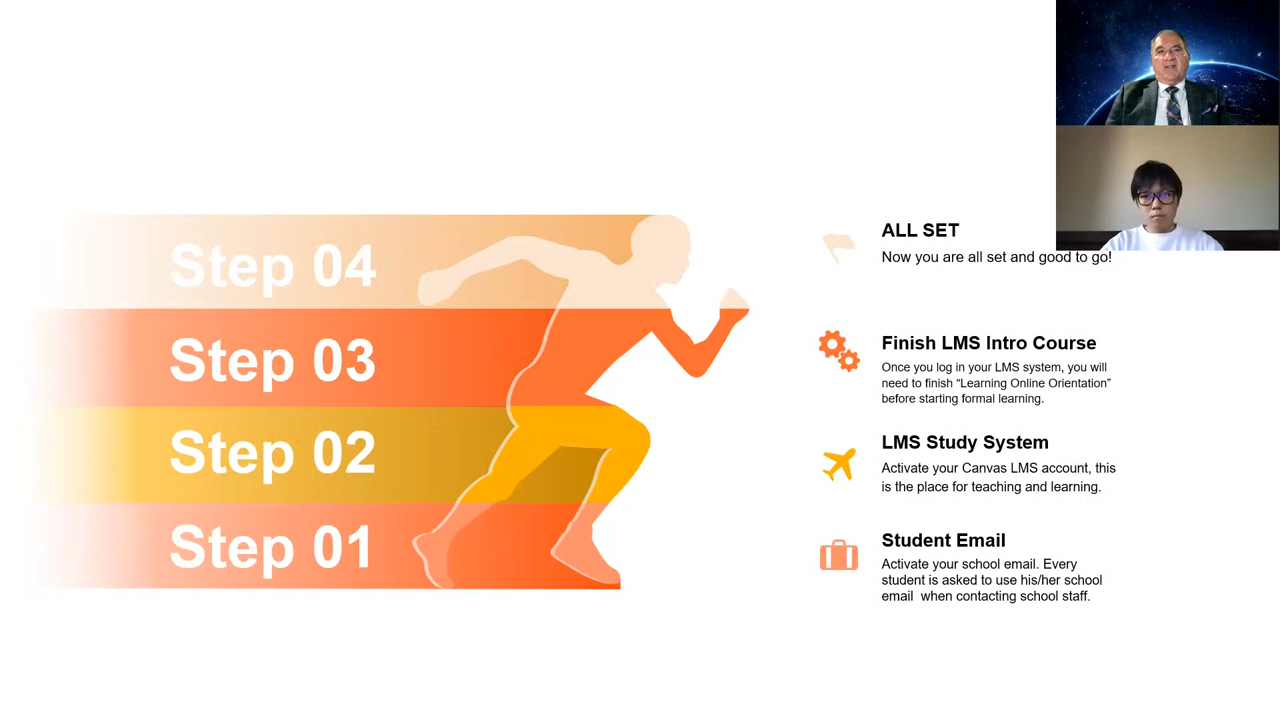 Step 04
Step 03
Step 02
Step 01
ALL SET
Now you are all set and good to go!
Finish LMS Intro Course
Once you log in your LMS system, you will
need to finish “Learning Online Orientation”
before starting formal learning.
LMS Study System
Activate your Canvas LMS account, this
is the place for teaching and learning.
Student Email
Activate your school email. Every
student is asked to use his/her school
email  when contacting school staff.